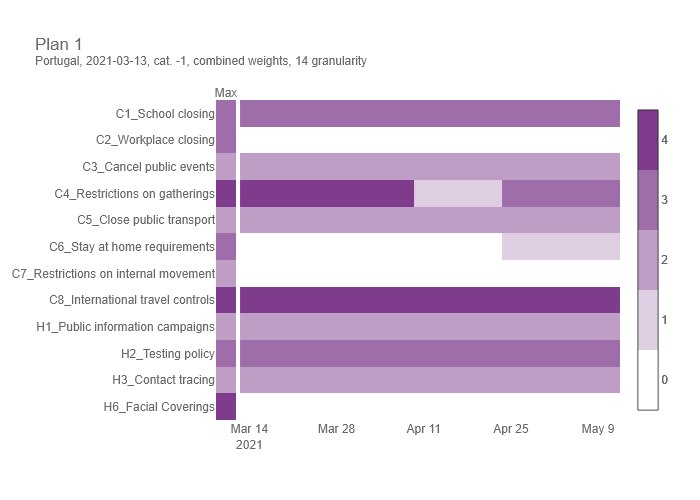 Plan 1
Portugal, 2021-03-13, cat. -1, combined weights, 14 granularity
Max
C1_School closing
C2_Workplace closing
C3_Cancel public events
C4_Restrictions on gatherings
C5_Close public transport
C6_Stay at home requirements
C7_Restrictions on internal movement
C8_International travel controls
H1_Public information campaigns
H2_Testing policy
H3_Contact tracing
H6_Facial Coverings
Mar 14 Mar 28 Apr 11 Apr 25 May 9
2021
4
3
2
1
0